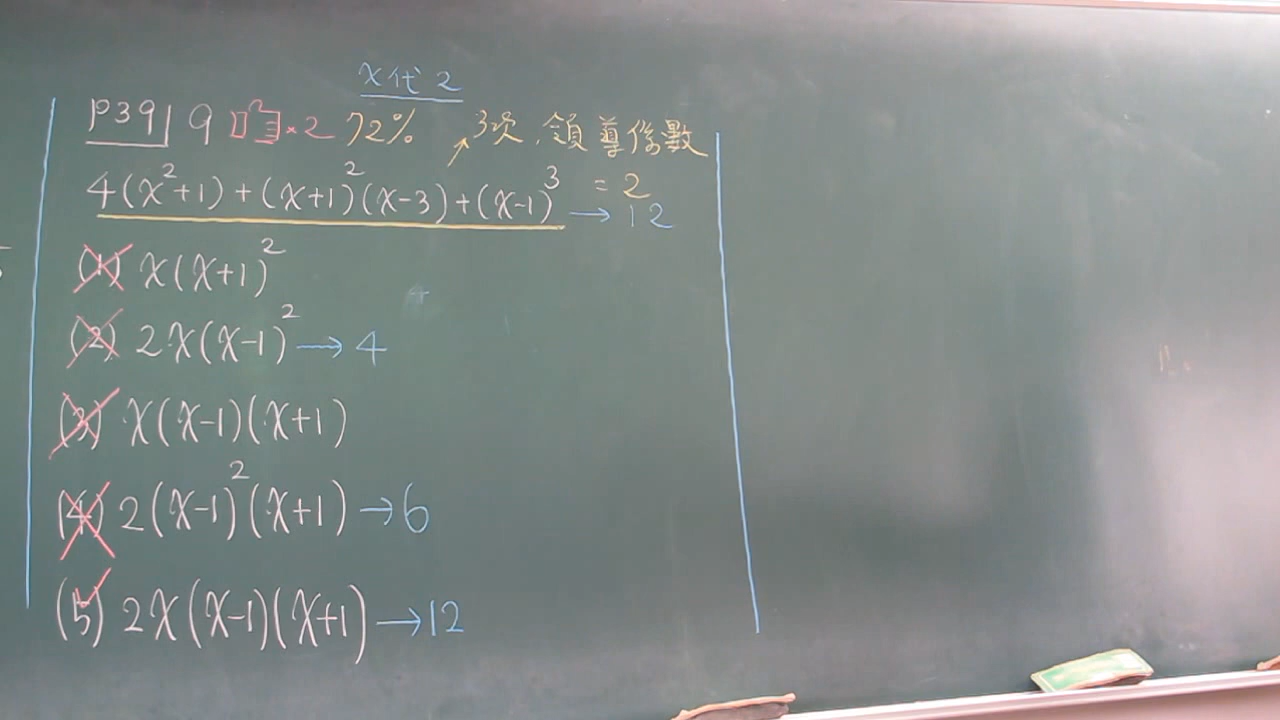 x代2
P39 9 ×2 72% 3次,領導係數
4(x²+1)+(x+1)²(x-3)+(x-1)³ =2
→12
(1) x(x+1)²
(2) 2x(x-1)² → 4
(3) x(x-1)(x+1)
(4) 2(x-1)²(x+1) → 6
(5) 2x(x-1)(x+1) → 12